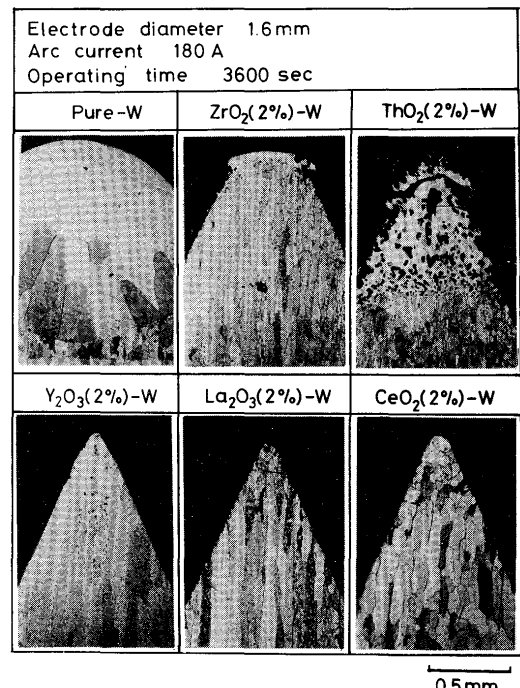 Electrode diameter 1.6mm
Arc current 180 A
Operating time 3600 sec
Pure-W ZrO₂(2%)-W ThO₂(2%)-W
Y₂O₃(2%)-W La₂O₃(2%)-W CeO₂(2%)-W
0.5mm